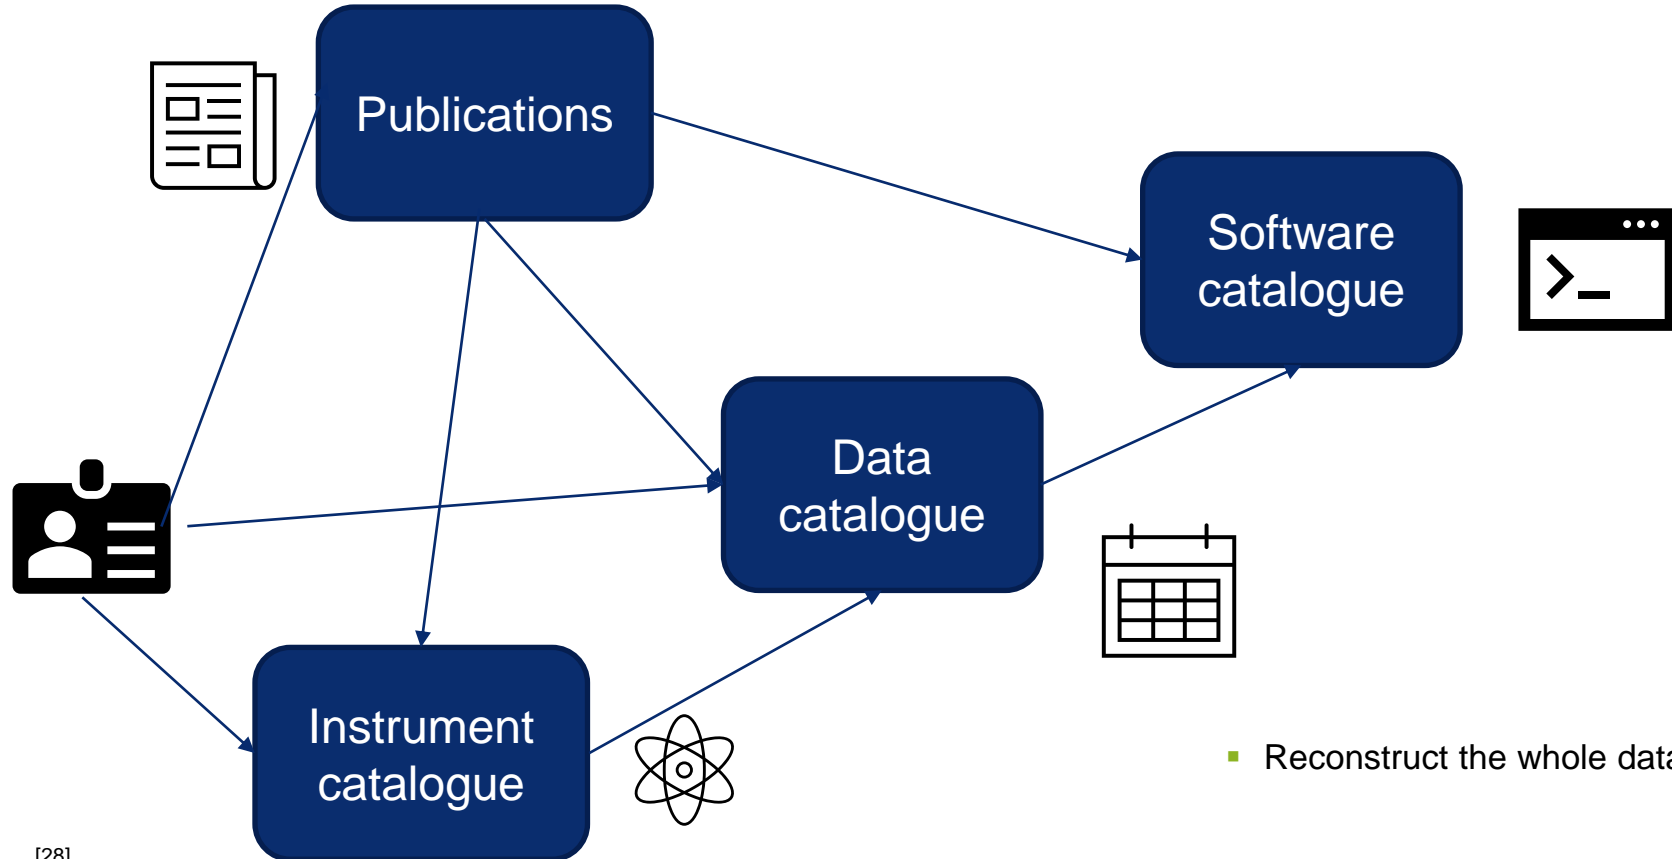 Publications
Software
catalogue
Data
catalogue
Instrument
catalogue
▪ Reconstruct the whole data
[28]